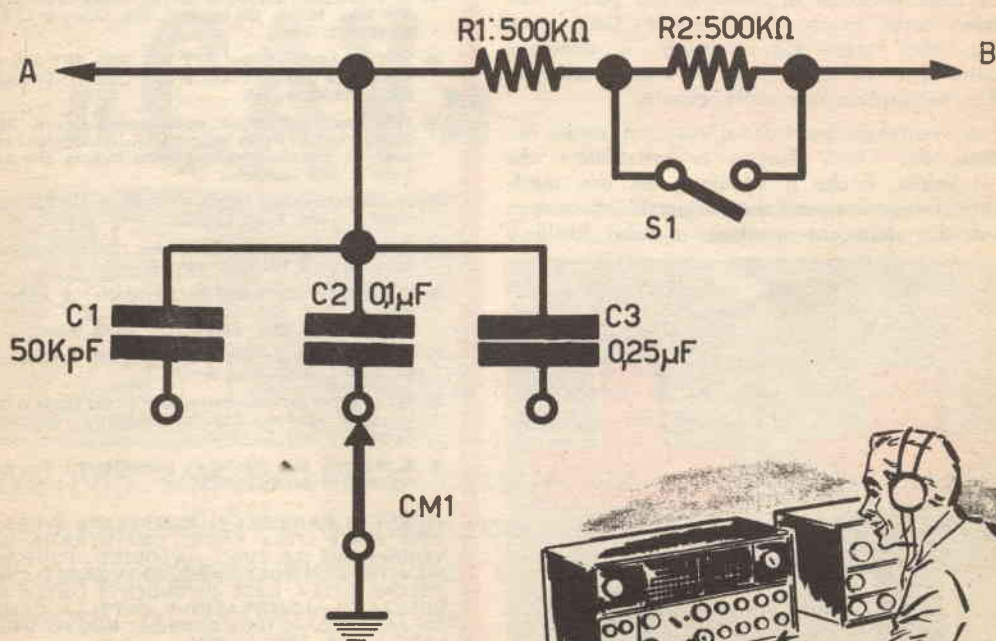 R1:500KΩ
R2:500KΩ
A
B
S1
C1
50KpF
C2 0,1µF
C3
0,25µF
CM1